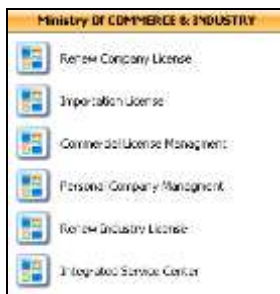 Ministry Of COMMERCE & INDUSTRY
Renew Company License
Importation License
Commercial License Managment
Personal Company Managment
Renew Industry License
Integrated Service Center